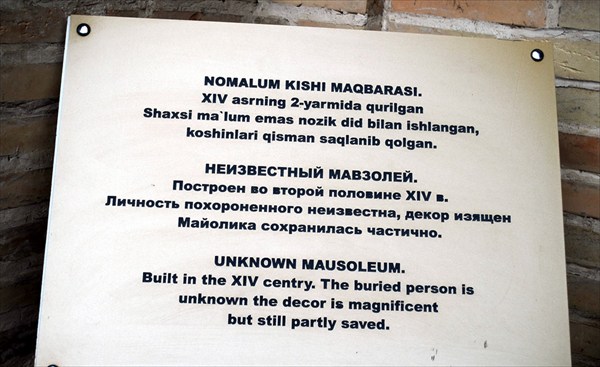 NOMALUM KISHI MAQBARASI.
XIV asrning 2-yarmida qurilgan
Shaxsi ma`lum emas nozik did bilan ishlangan,
koshinlari qisman saqlanib qolgan.
НЕИЗВЕСТНЫЙ МАВЗОЛЕЙ.
Построен во второй половине XIV в.
Личность похороненного неизвестна, декор изящен
Майолика сохранилась частично.
UNKNOWN MAUSOLEUM.
Built in the XIV centry. The buried person is
unknown the decor is magnificent
but still partly saved.